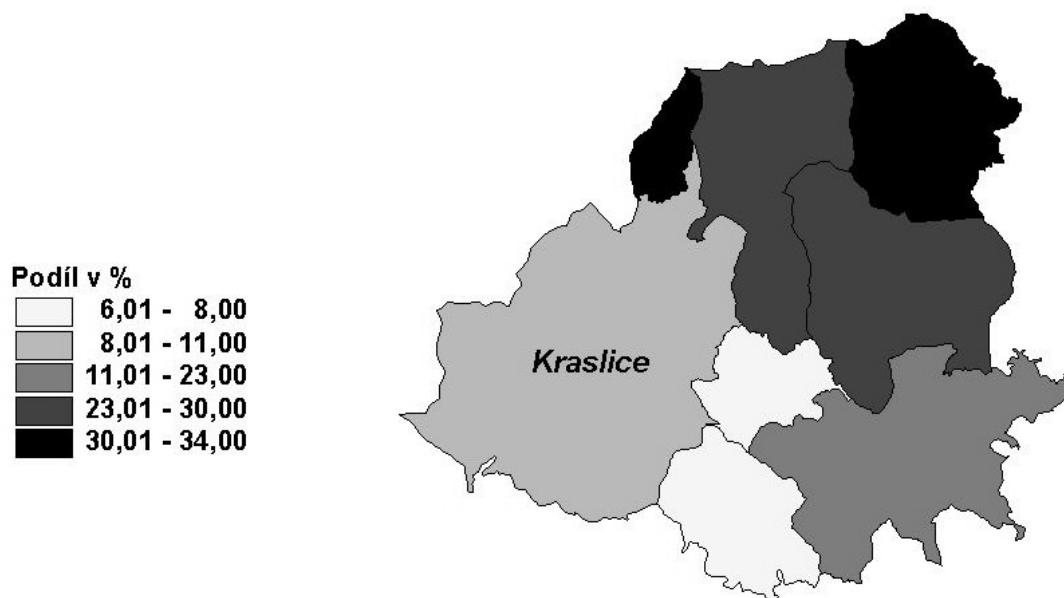 Podíl v %
6,01 - 8,00
8,01 - 11,00
11,01 - 23,00
23,01 - 30,00
30,01 - 34,00
Kraslice